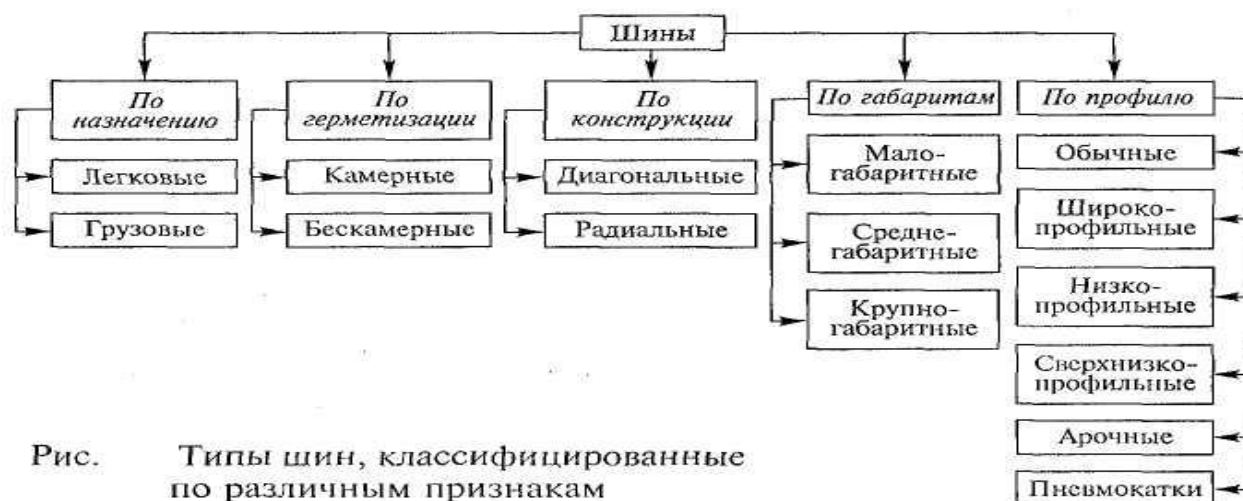 Шины
По
назначению
Легковые
Грузовые
По
герметизации
Камерные
Бескамерные
По
конструкции
Диагональные
Радиальные
По габаритам
Мало-
габаритные
Средне-
габаритные
Крупно-
габаритные
По профилю
Обычные
Широко-
профильные
Низко-
профильные
Сверхнизко-
профильные
Арочные
Пневмокатки
Рис. Типы шин, классифицированные
по различным признакам